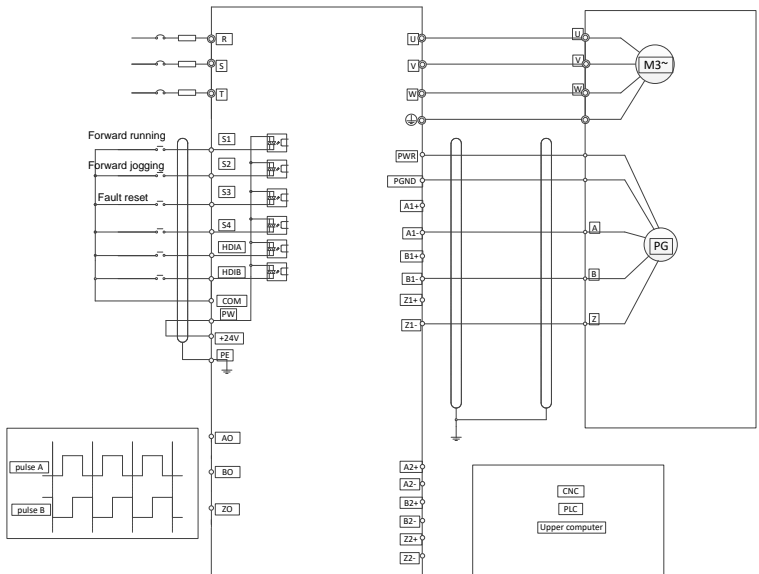 R
S
T
Forward running
S1
Forward jogging
S2
Fault reset
S3
S4
HDIA
HDIB
COM
PW
+24V
PE
U
V
W
U
V
W
M3~
PWR
PGND
A1+
A1-
B1+
B1-
Z1+
Z1-
A
B
Z
PG
pulse A
pulse B
AO
BO
ZO
A2+
A2-
B2+
B2-
Z2+
Z2-
CNC
PLC
Upper computer